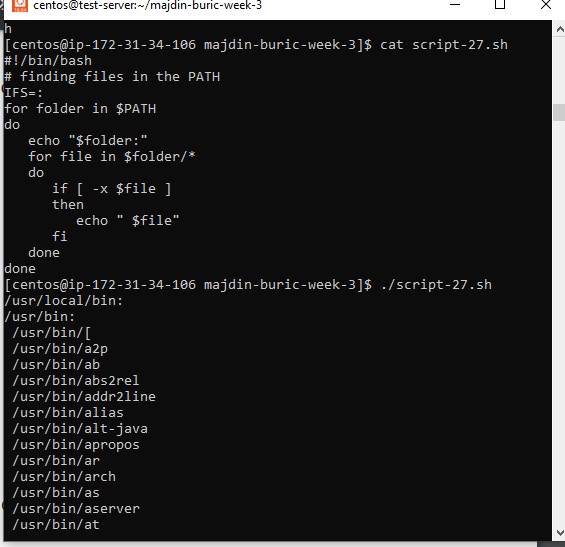 centos@test-server:~/majdin-buric-week-3
h
[centos@ip-172-31-34-106 majdin-buric-week-3]$ cat script-27.sh
#!/bin/bash
# finding files in the PATH
IFS=:
for folder in $PATH
do
   echo "$folder:"
   for file in $folder/*
   do
      if [ -x $file ]
      then
         echo " $file"
      fi
   done
done
[centos@ip-172-31-34-106 majdin-buric-week-3]$ ./script-27.sh
/usr/local/bin:
/usr/bin:
 /usr/bin/[
 /usr/bin/a2p
 /usr/bin/ab
 /usr/bin/abs2rel
 /usr/bin/addr2line
 /usr/bin/alias
 /usr/bin/alt-java
 /usr/bin/apropos
 /usr/bin/ar
 /usr/bin/arch
 /usr/bin/as
 /usr/bin/aserver
 /usr/bin/at